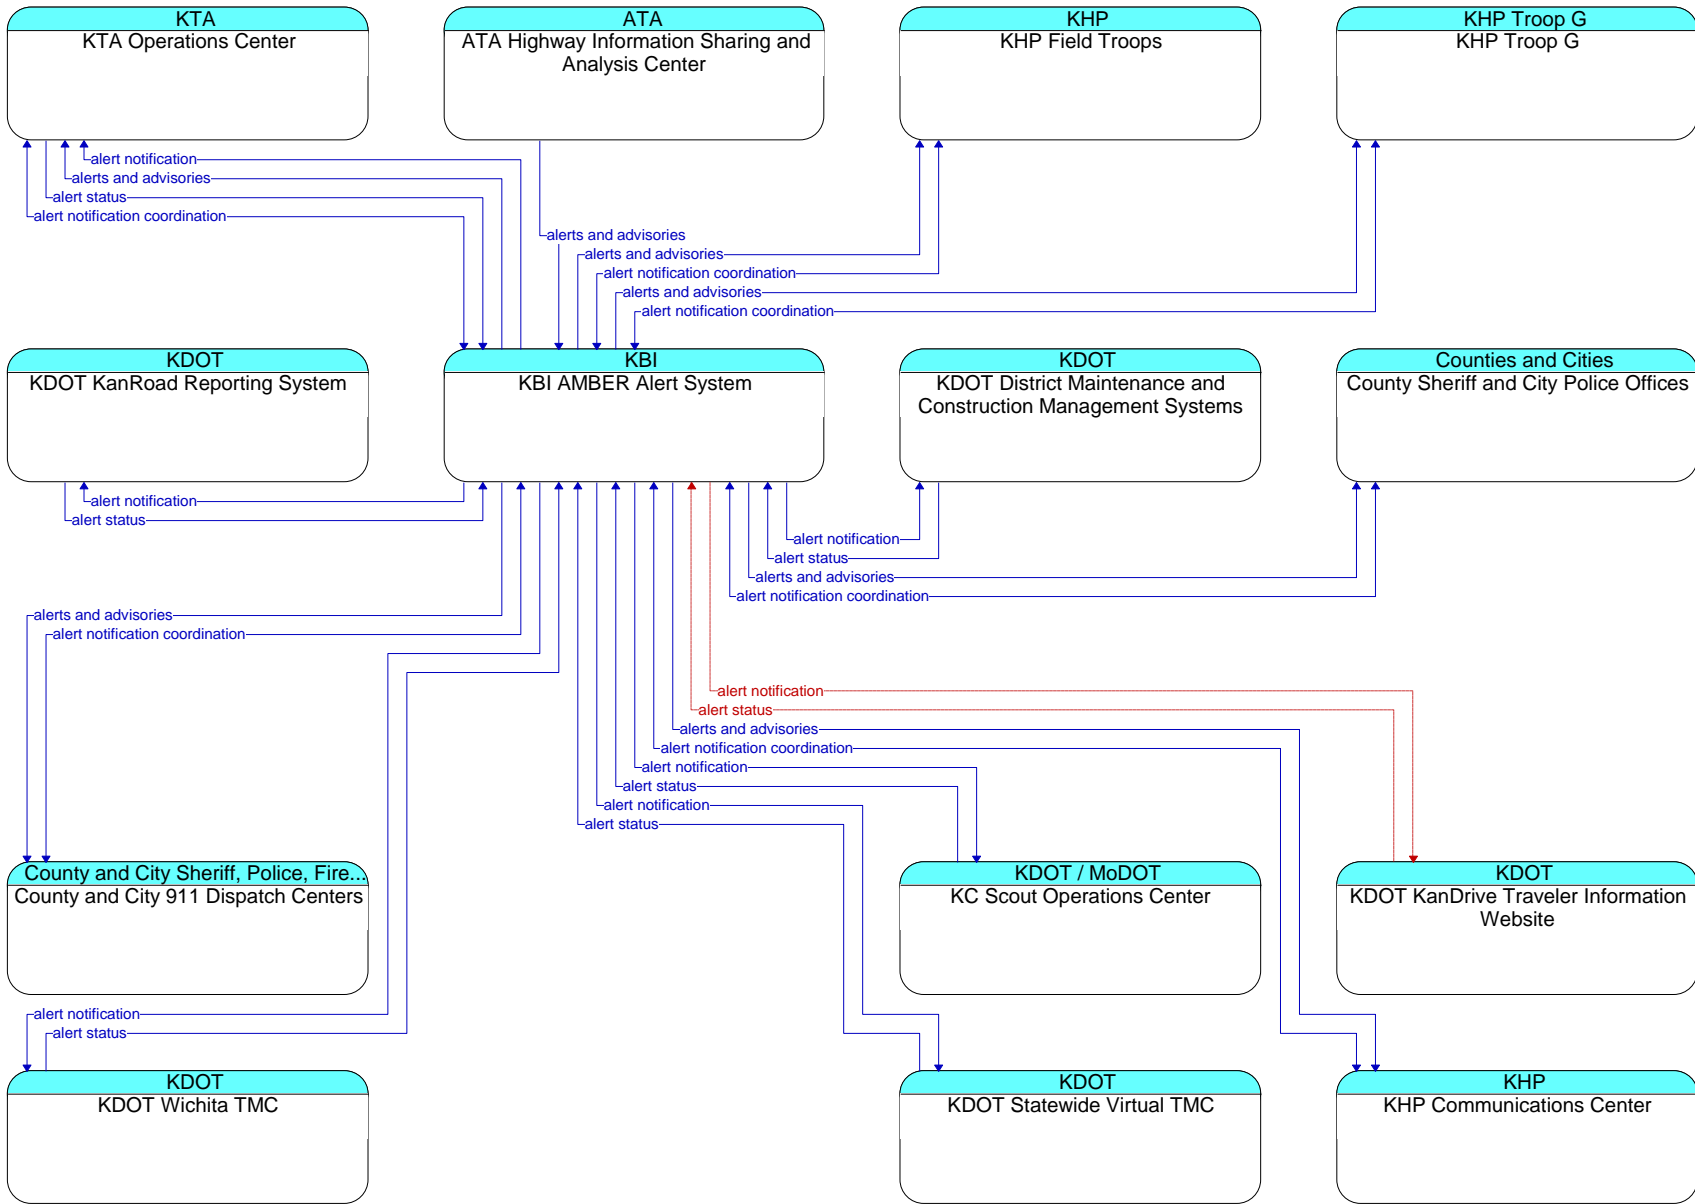 KTA
KTA Operations Center
ATA
ATA Highway Information Sharing and
Analysis Center
KHP
KHP Field Troops
KHP Troop G
KHP Troop G
alert notification
alerts and advisories
alert status
alert notification coordination
alerts and advisories
alerts and advisories
alert notification coordination
alerts and advisories
alert notification coordination
KDOT
KDOT KanRoad Reporting System
KBI
KBI AMBER Alert System
KDOT
KDOT District Maintenance and
Construction Management Systems
Counties and Cities
County Sheriff and City Police Offices
alert notification
alert status
alert notification
alert status
alerts and advisories
alert notification coordination
alerts and advisories
alert notification coordination
alert notification
alert status
alerts and advisories
alert notification coordination
alert notification
alert status
alert notification
alert status
County and City Sheriff, Police, Fire...
County and City 911 Dispatch Centers
KDOT / MoDOT
KC Scout Operations Center
KDOT
KDOT KanDrive Traveler Information
Website
alert notification
alert status
KDOT
KDOT Wichita TMC
KDOT
KDOT Statewide Virtual TMC
KHP
KHP Communications Center